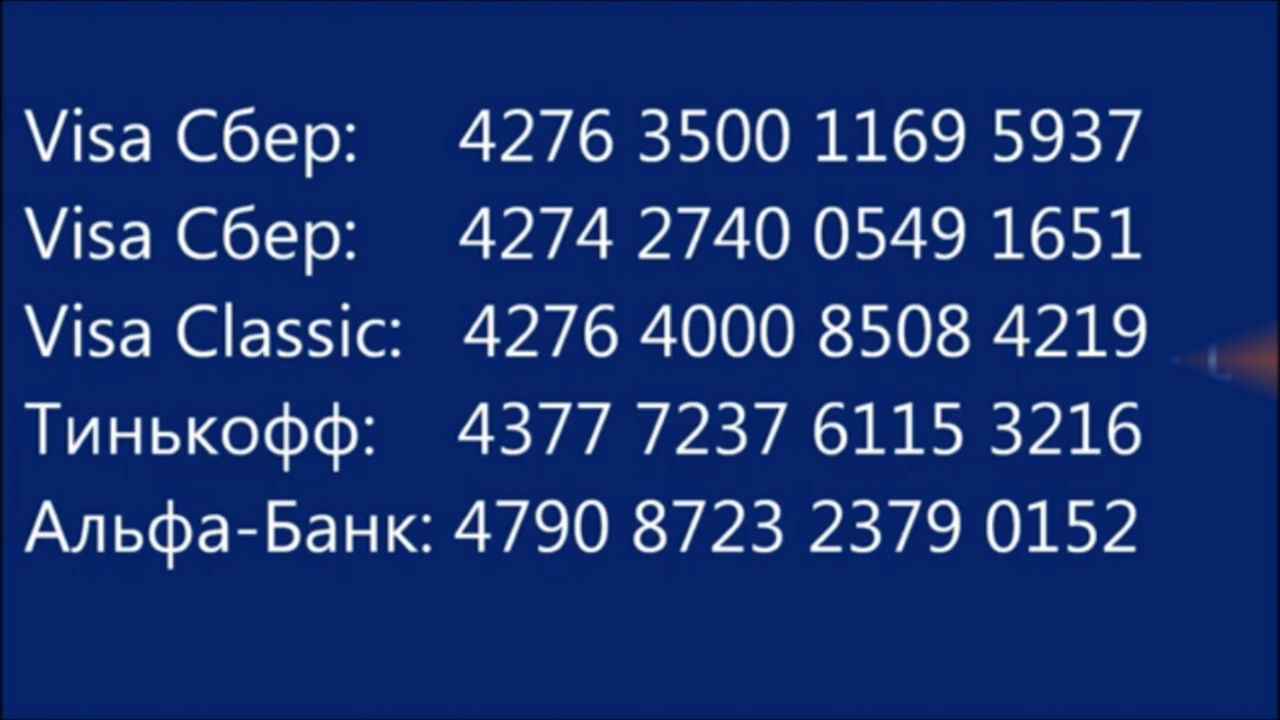 Visa Сбер: 4276 3500 1169 5937
Visa Сбер: 4274 2740 0549 1651
Visa Classic: 4276 4000 8508 4219
Тинькофф: 4377 7237 6115 3216
Альфа-Банк: 4790 8723 2379 0152